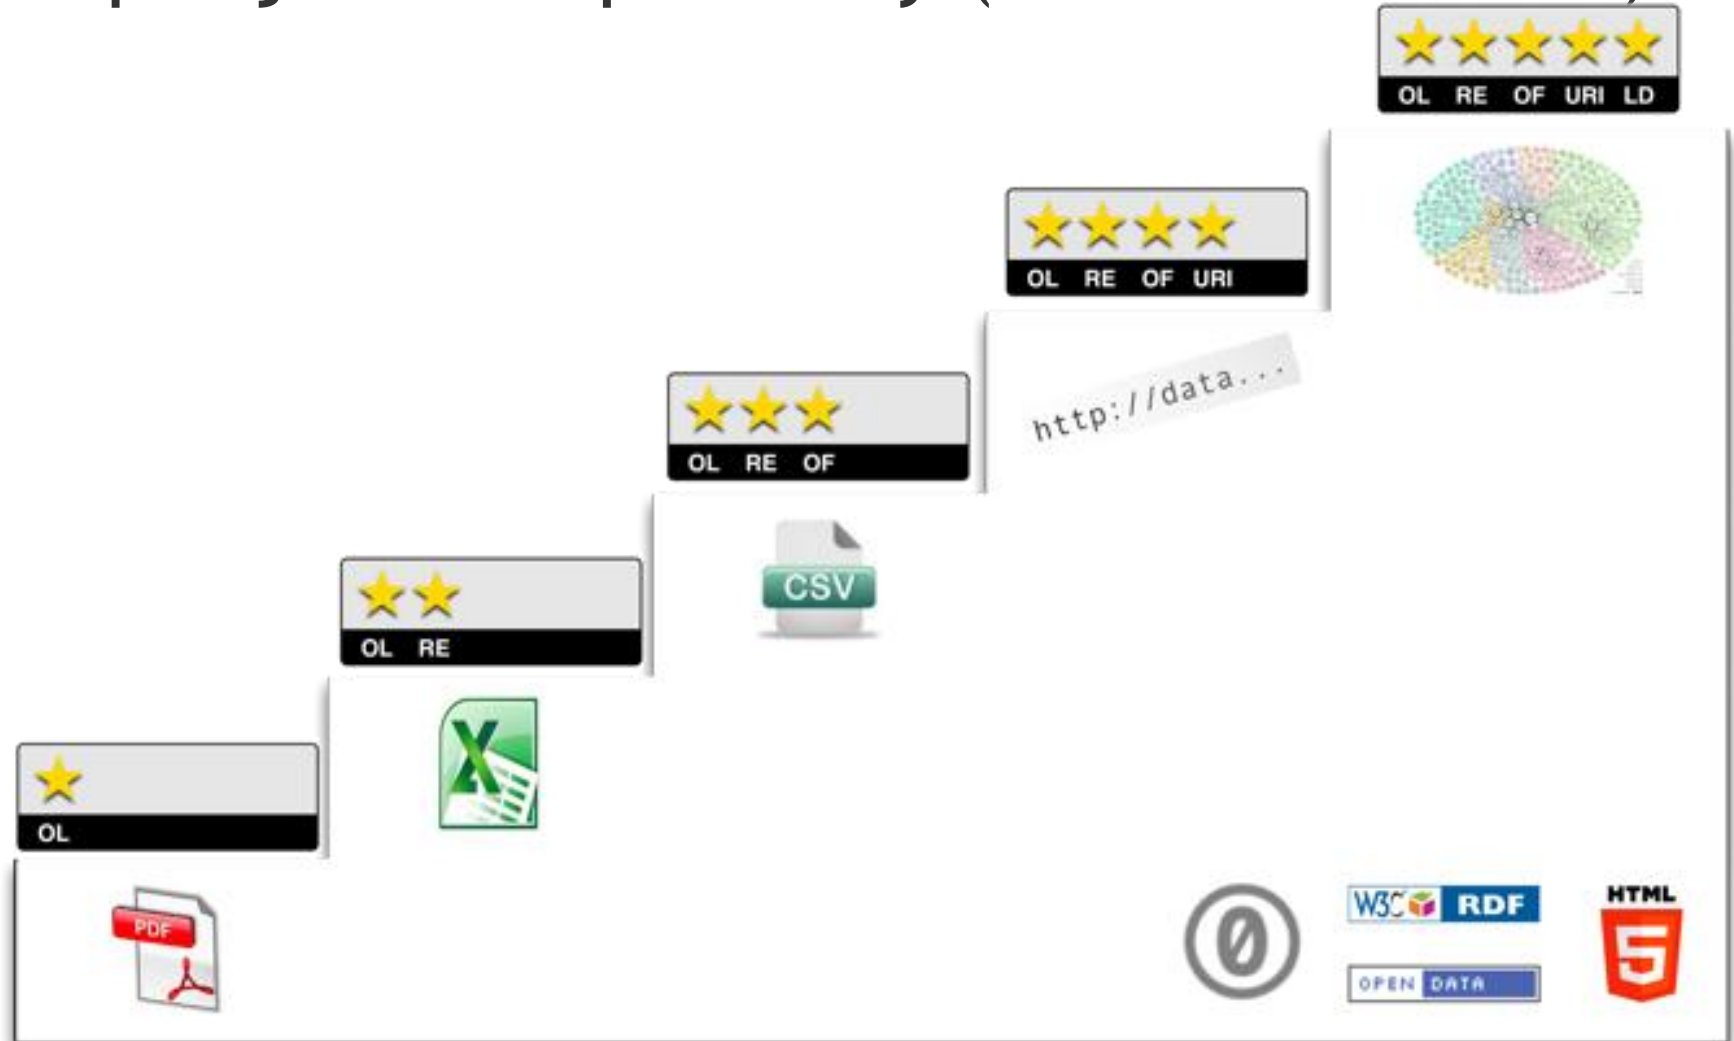 OL RE OF URI LD
OL RE OF URI
http://data...
OL RE OF
CSV
OL RE
X
OL
PDF
0
W3C RDF
OPEN DATA
HTML
5